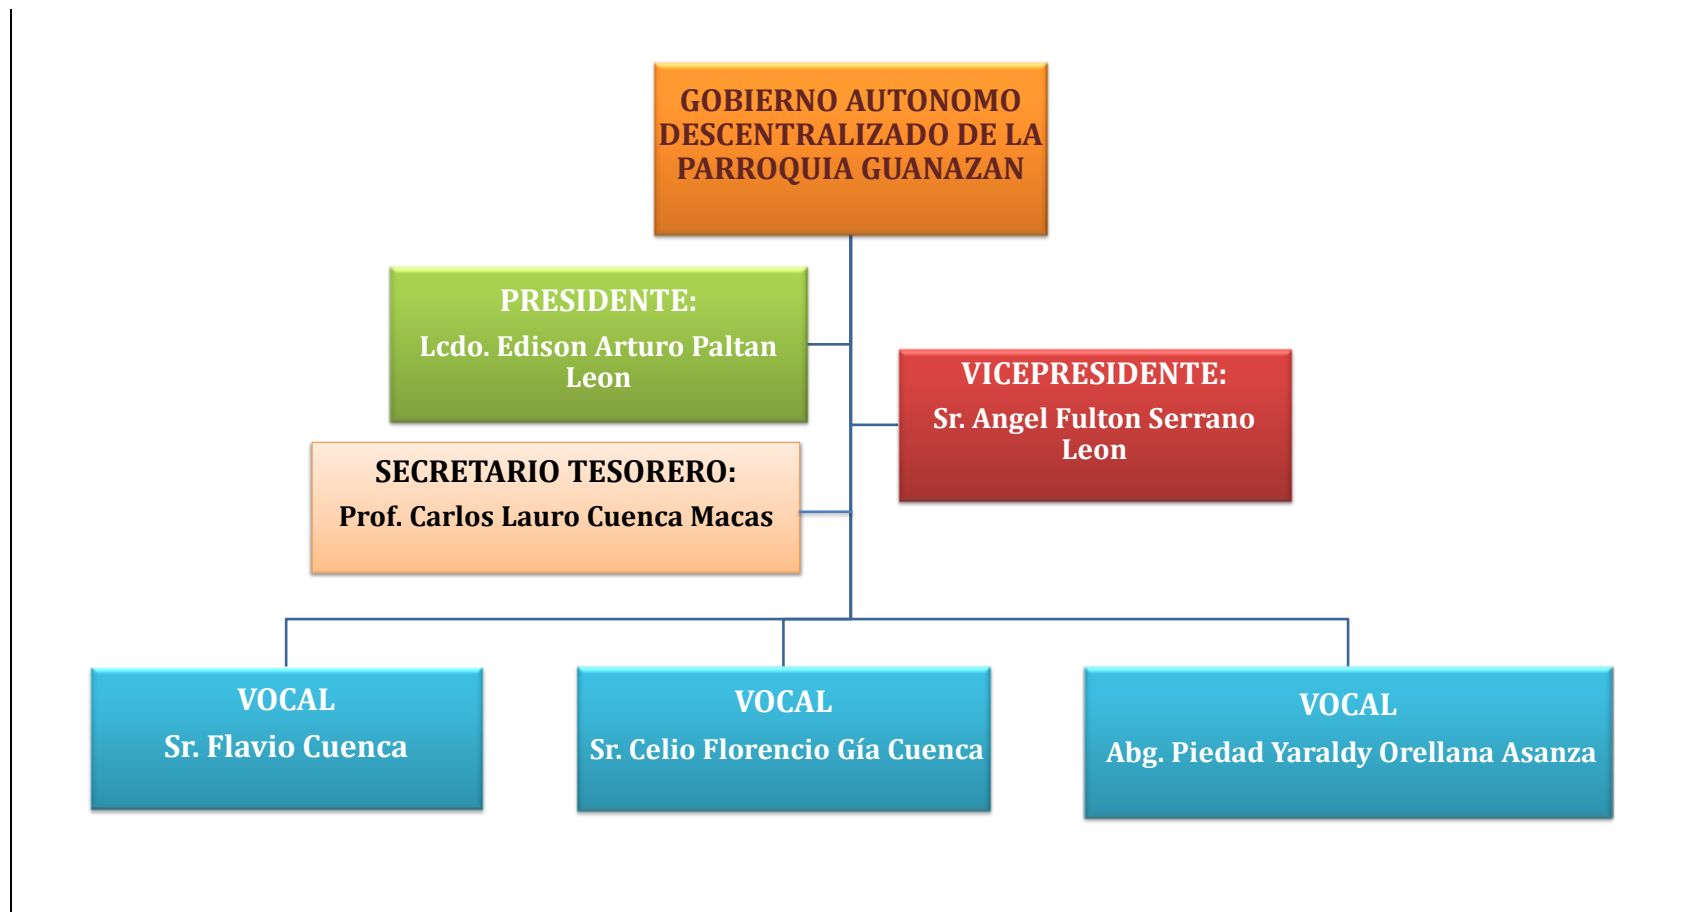 GOBIERNO AUTONOMO
DESCENTRALIZADO DE LA
PARROQUIA GUANAZAN
PRESIDENTE:
Lcdo. Edison Arturo Paltan
Leon
VICEPRESIDENTE:
Sr. Angel Fulton Serrano
Leon
SECRETARIO TESORERO:
Prof. Carlos Lauro Cuenca Macas
VOCAL
Sr. Flavio Cuenca
VOCAL
Sr. Celio Florencio Gía Cuenca
VOCAL
Abg. Piedad Yaraldy Orellana Asanza